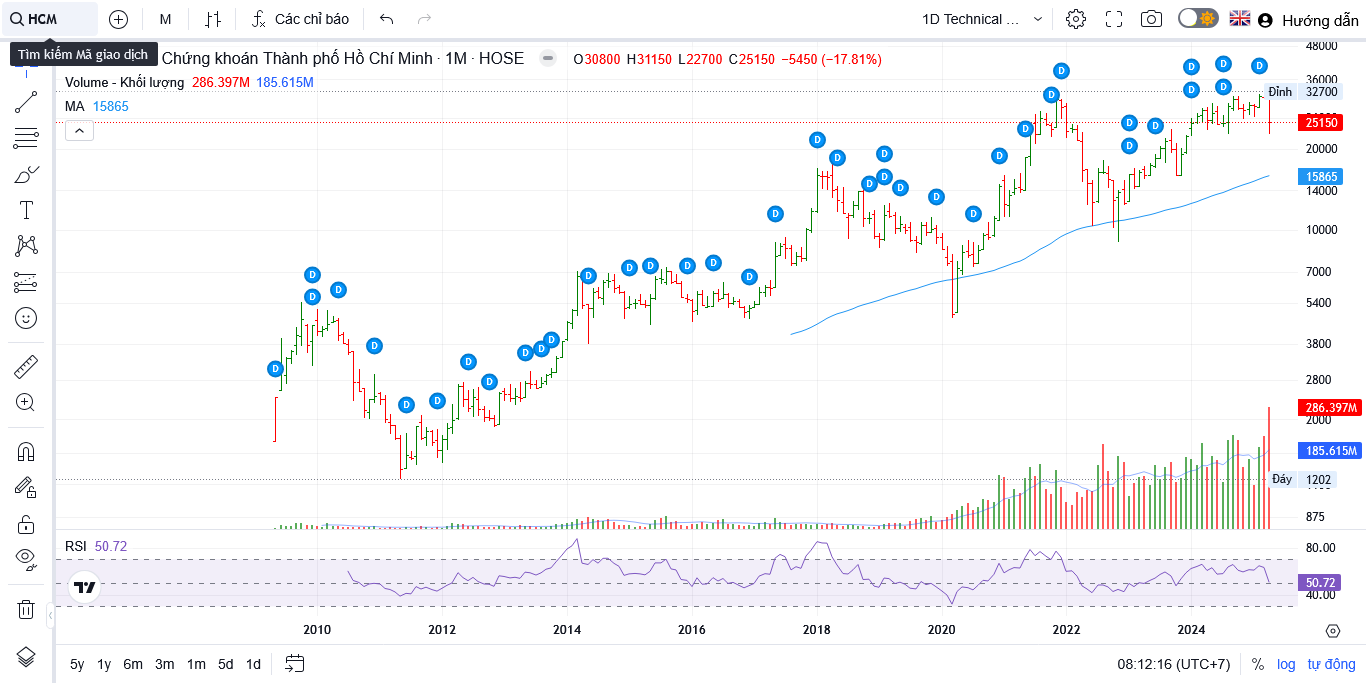 HCM M Các chỉ báo 1D Technical ... Hướng dẫn
Tìm kiếm Mã giao dịch
Chứng khoán Thành phố Hồ Chí Minh · 1M · HOSE O30800 H31150 L22700 C25150 −5450 (−17.81%)
Volume - Khối lượng 286.397M 185.615M
MA 15865
48000
36000
Đỉnh 32700
25150
20000
15865
14000
10000
7000
5400
3800
2800
286.397M
2000
185.615M
Đáy 1202
875
D D D D D D D D D D D D D D D D D D D D D D D D D D D D D D D D D D D D D D D D D
RSI 50.72
80.00
50.72
40.00
2010 2012 2014 2016 2018 2020 2022 2024
5y 1y 6m 3m 1m 5d 1d 08:12:16 (UTC+7) % log tự động